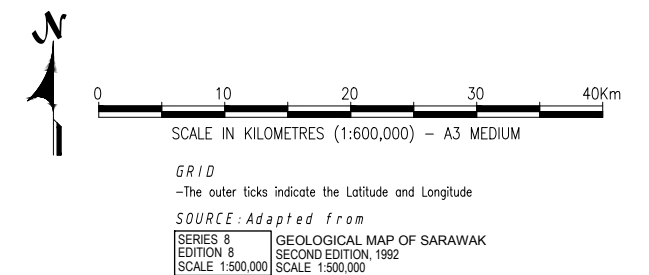 N
0 10 20 30 40Km
SCALE IN KILOMETRES (1:600,000) – A3 MEDIUM
GRID
–The outer ticks indicate the Latitude and Longitude
SOURCE:Adapted from
SERIES 8
EDITION 8
SCALE 1:500,000
GEOLOGICAL MAP OF SARAWAK
SECOND EDITION, 1992
SCALE 1:500,000